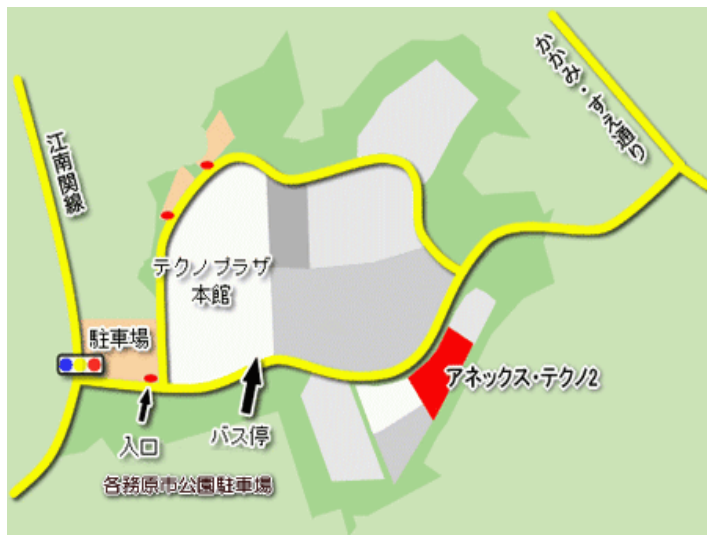 かがみ・すえ通り
江南関線
テクノプラザ
本館
駐車場
アネックス・テクノ2
入口
バス停
各務原市公園駐車場